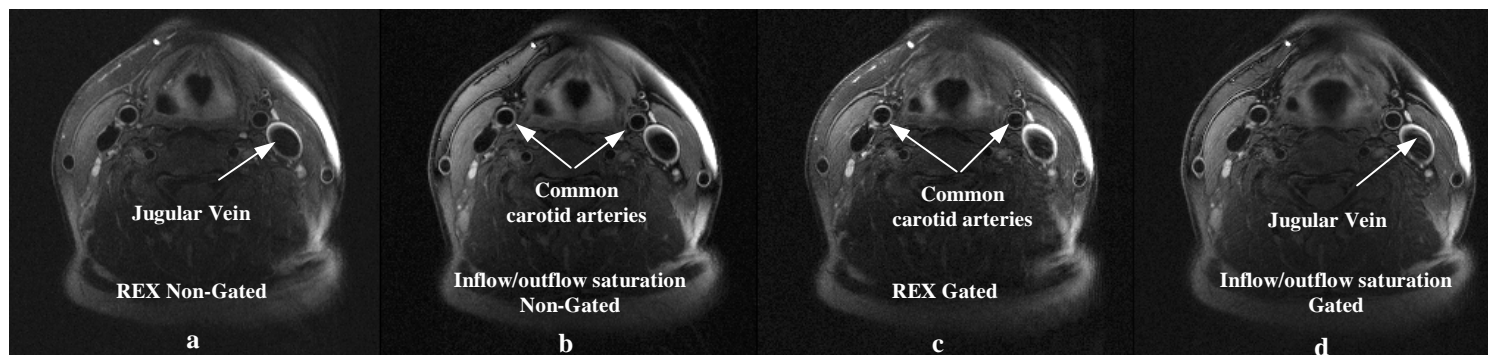 Jugular Vein
REX Non-Gated
a
Common
carotid arteries
Inflow/outflow saturation
Non-Gated
b
Common
carotid arteries
REX Gated
c
Jugular Vein
Inflow/outflow saturation
Gated
d